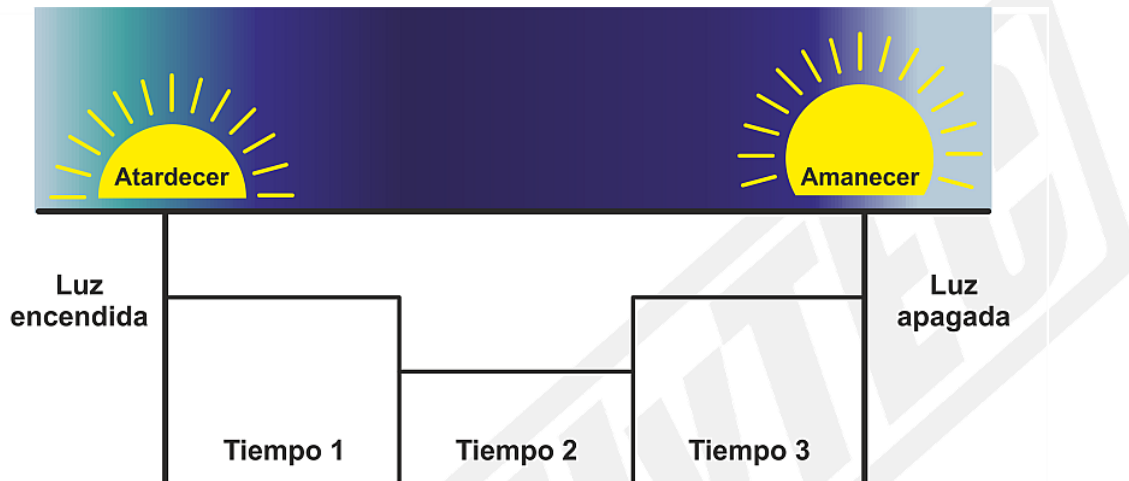 Atardecer
Amanecer
Luz
encendida
Luz
apagada
Tiempo 1
Tiempo 2
Tiempo 3